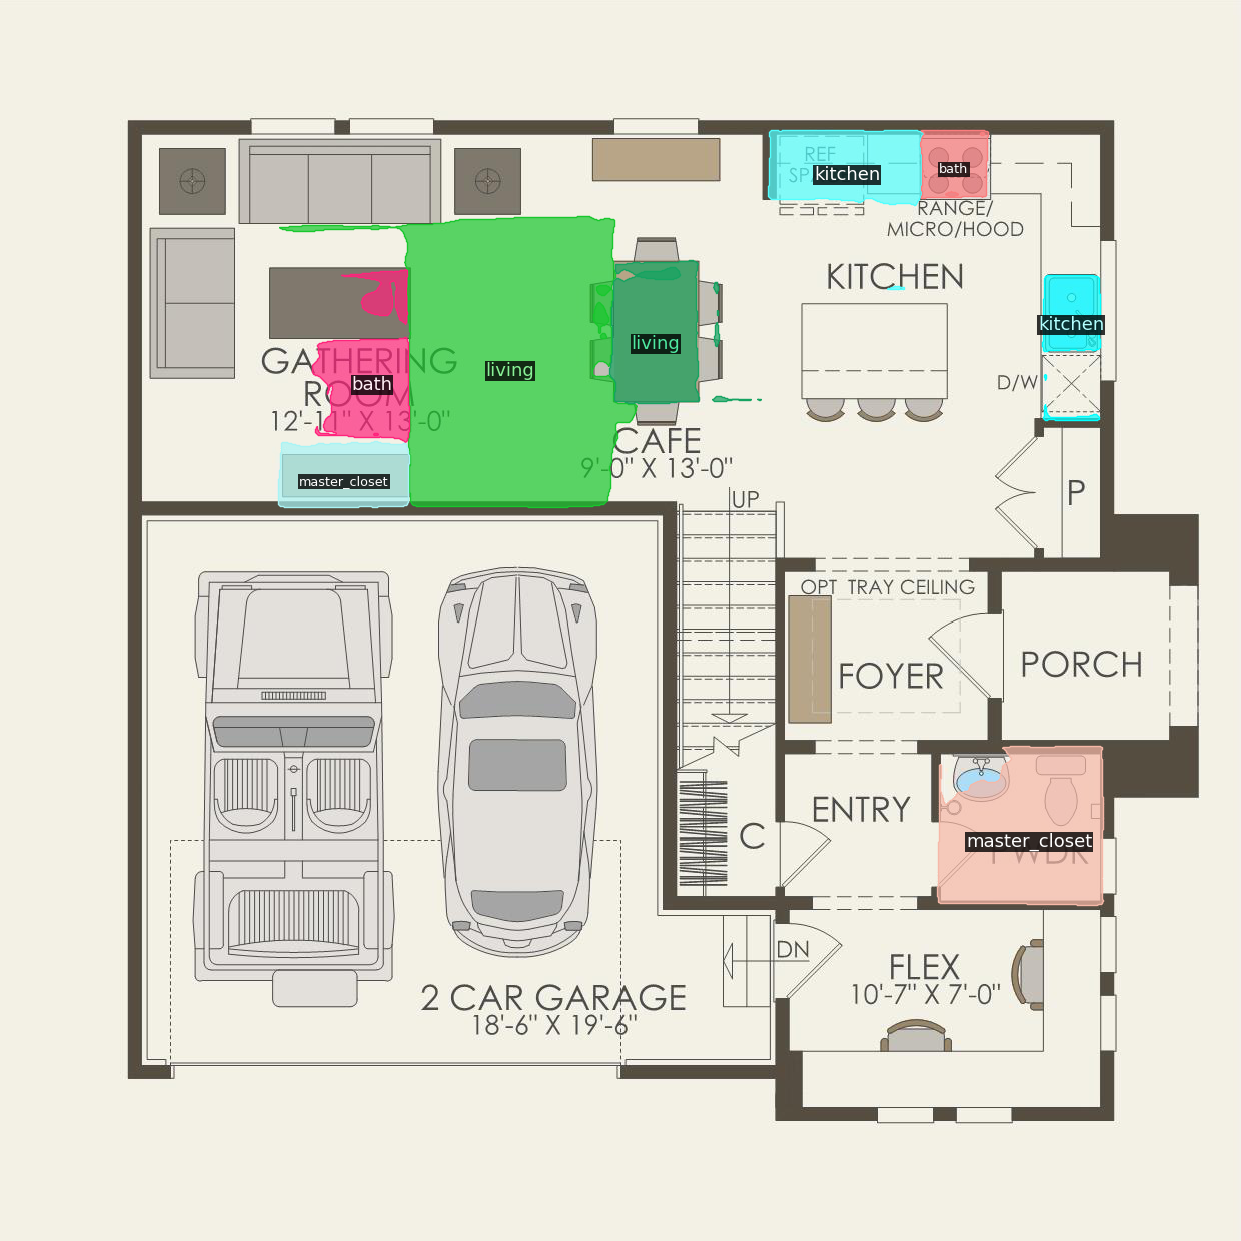 REF
SP
kitchen
bath
RANGE/
MICRO/HOOD
KITCHEN
kitchen
living
living
GATHERING
ROOM
bath
12'-11" X 13'-0"
D/W
CAFE
9'-0" X 13'-0"
master_closet
UP
P
OPT TRAY CEILING
FOYER
PORCH
ENTRY
C
master_closet
PWDR
DN
FLEX
10'-7" X 7'-0"
2 CAR GARAGE
18'-6" X 19'-6"